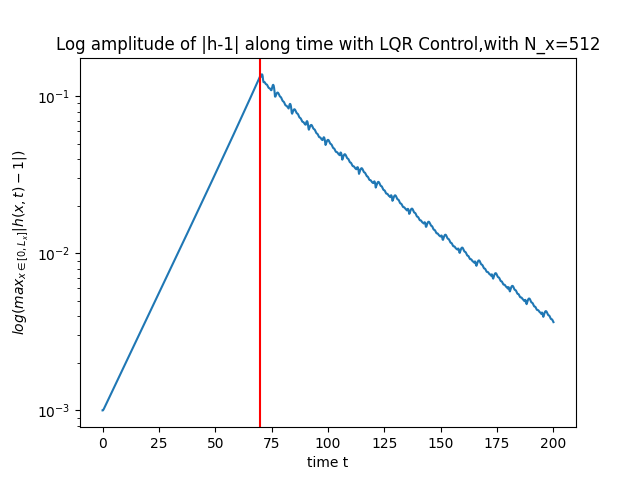 Log amplitude of |h-1| along time with LQR Control,with N_x=512
log(max_{X∈[0,L_x]}|h(x,t)−1|)
10^{-1}
10^{-2}
10^{-3}
0 25 50 75 100 125 150 175 200
time t